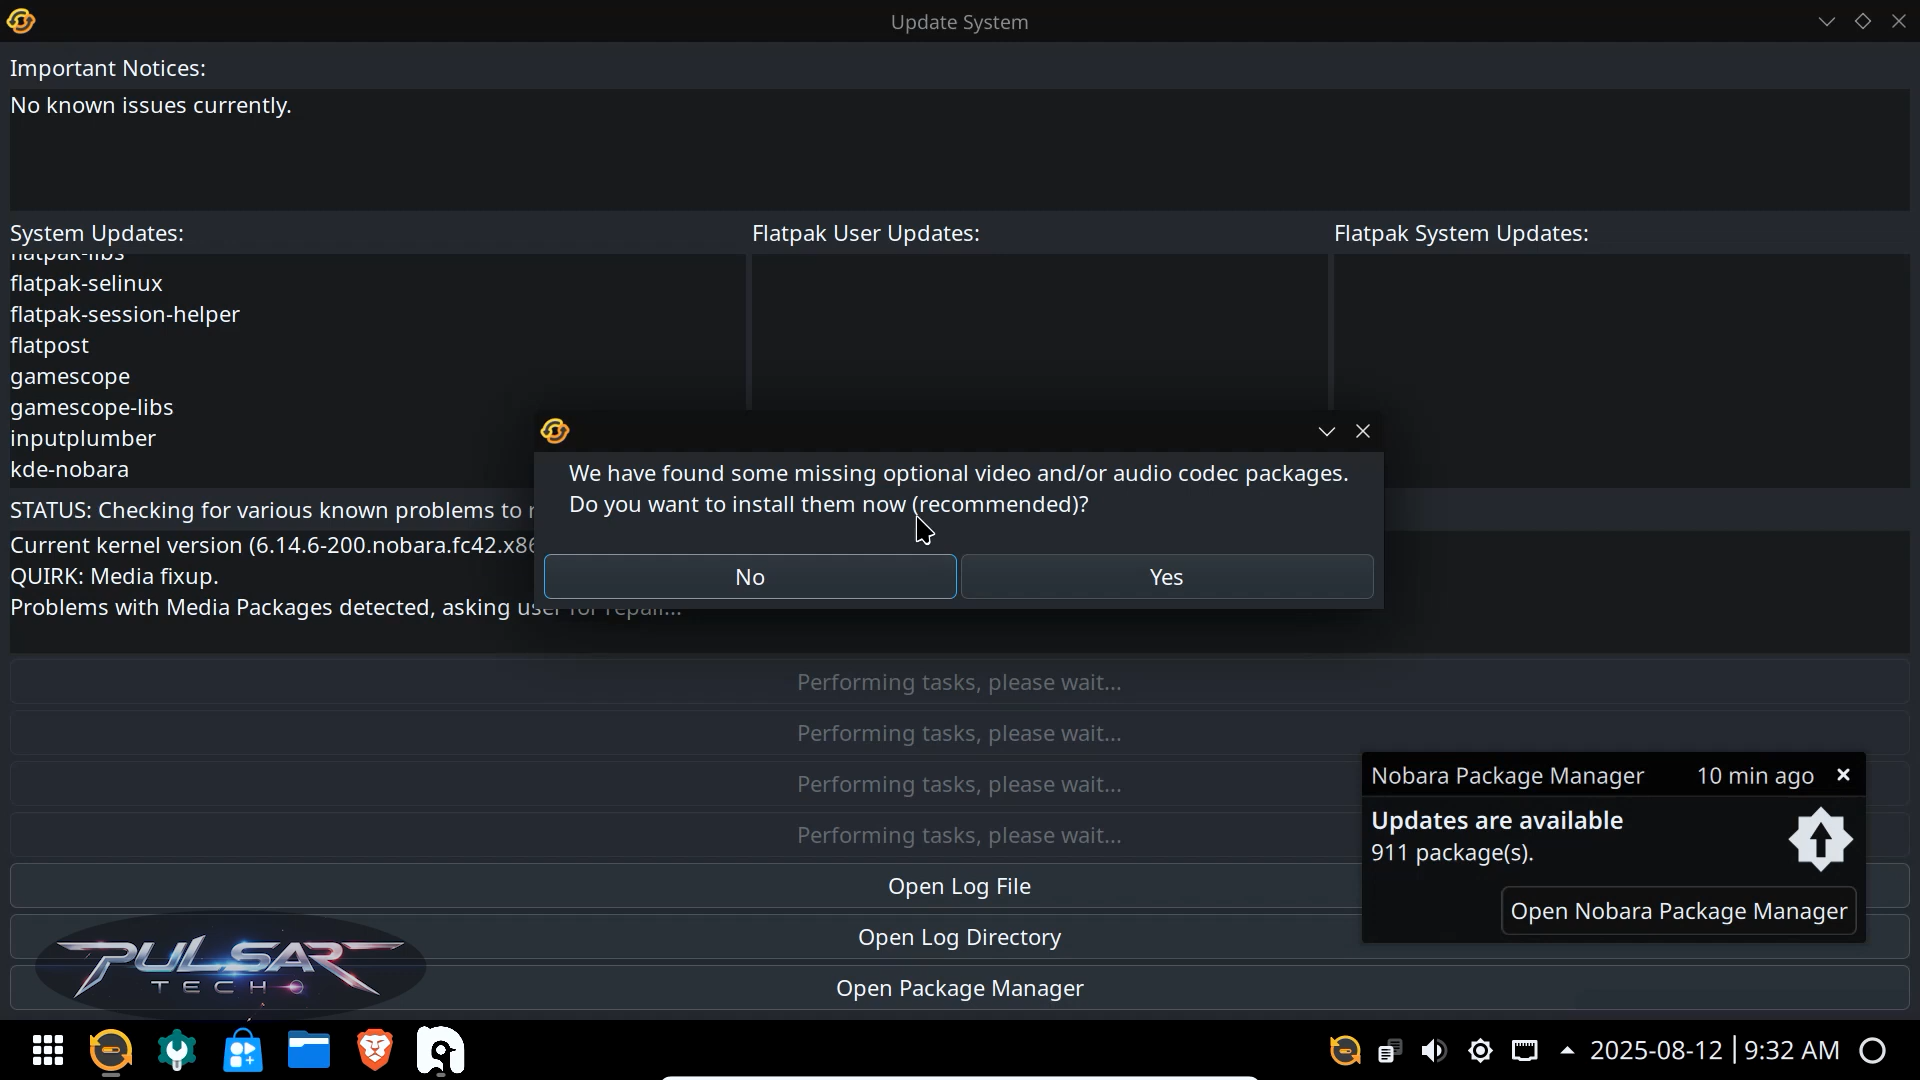 Update System
Important Notices:
No known issues currently.
System Updates:
Flatpak User Updates:
Flatpak System Updates:
flatpak-libs
flatpak-selinux
flatpak-session-helper
flatpost
gamescope
gamescope-libs
inputplumber
kde-nobara
We have found some missing optional video and/or audio codec packages.
Do you want to install them now (recommended)?
No
Yes
STATUS: Checking for various known problems to
Current kernel version (6.14.6-200.nobara.fc42.x86
QUIRK: Media fixup.
Problems with Media Packages detected, asking user for repair...
Performing tasks, please wait...
Performing tasks, please wait...
Performing tasks, please wait...
Performing tasks, please wait...
Open Log File
Open Log Directory
Open Package Manager
Nobara Package Manager 10 min ago
Updates are available
911 package(s).
Open Nobara Package Manager
PULSAR
TECH
2025-08-12 9:32 AM